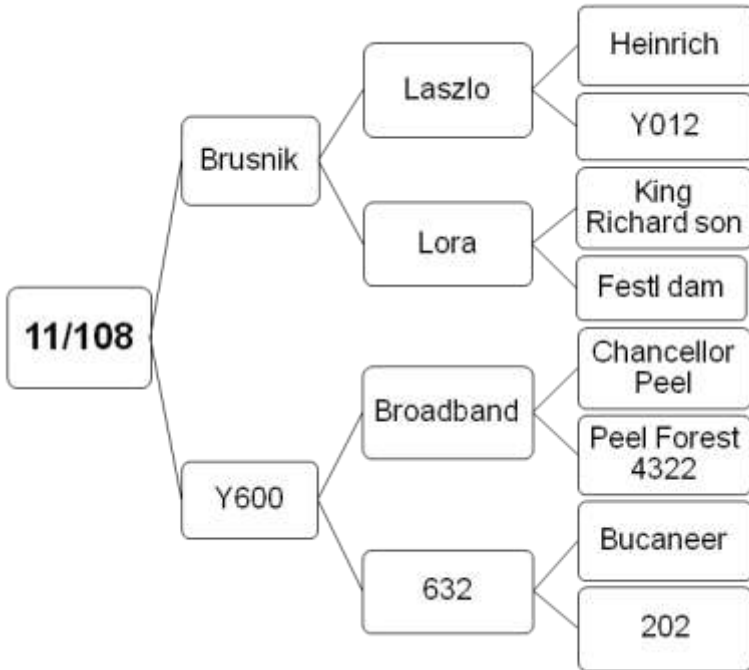 Heinrich
Laszlo
Y012
Brusnik
King
Richard son
Lora
Festl dam
11/108
Chancellor
Peel
Broadband
Peel Forest
4322
Y600
Bucaneer
632
202